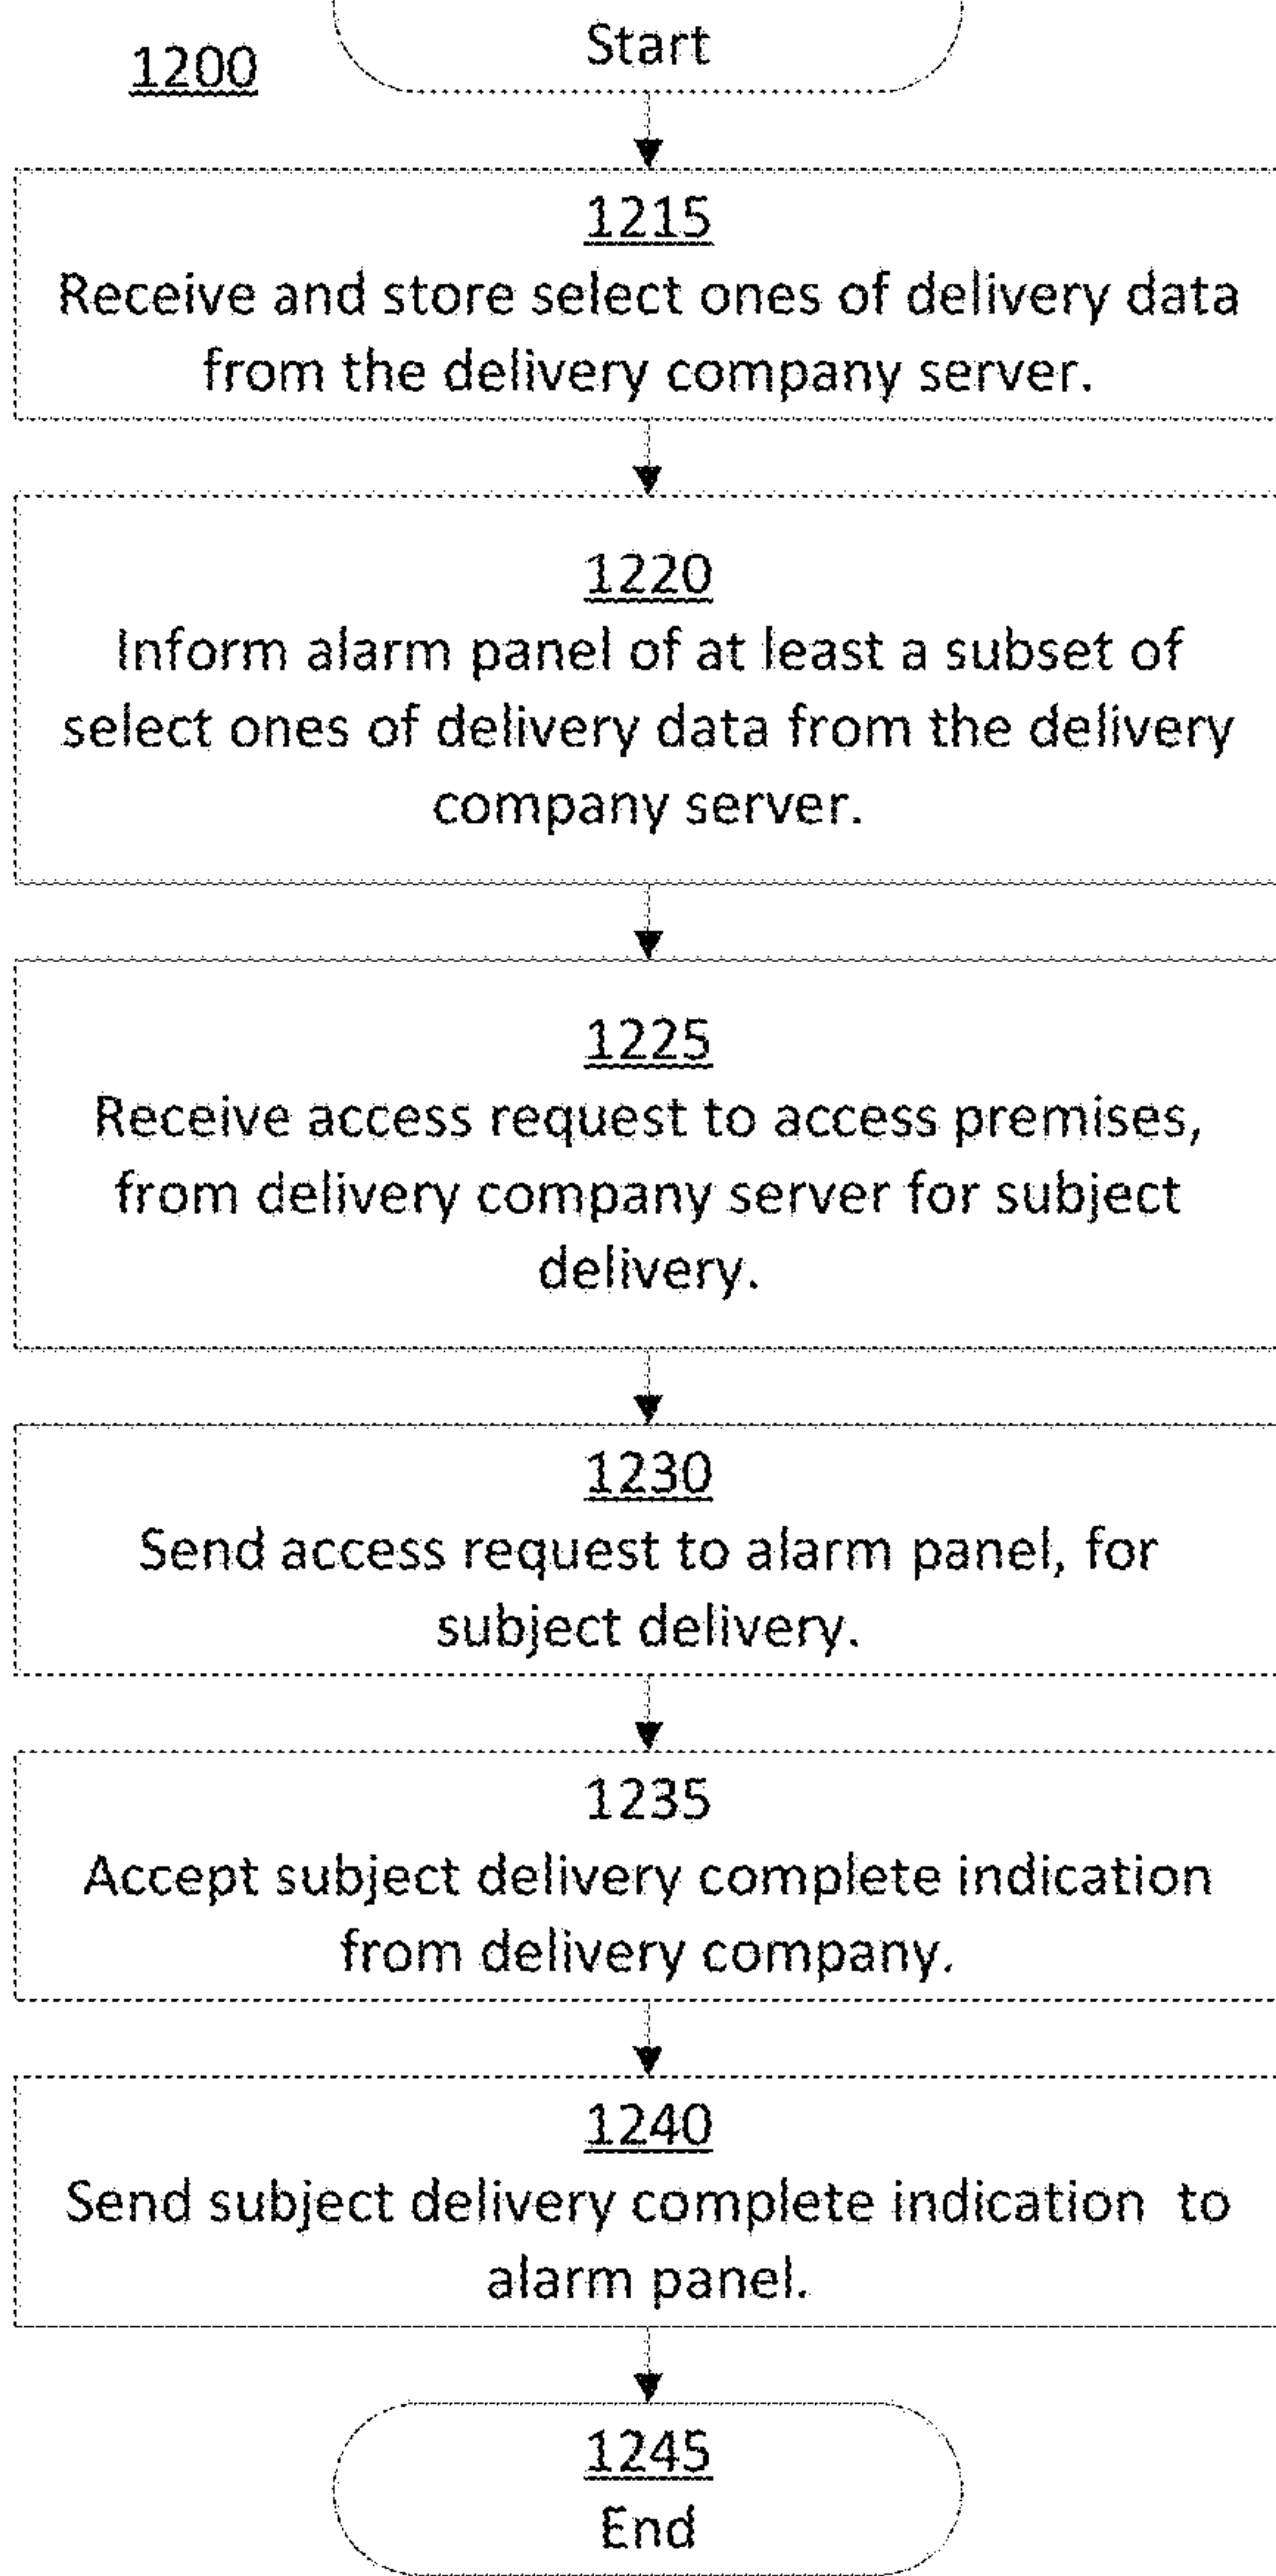 1200
Start
1215
Receive and store select ones of delivery data
from the delivery company server.
1220
Inform alarm panel of at least a subset of
select ones of delivery data from the delivery
company server.
1225
Receive access request to access premises,
from delivery company server for subject
delivery.
1230
Send access request to alarm panel, for
subject delivery.
1235
Accept subject delivery complete indication
from delivery company.
1240
Send subject delivery complete indication  to
alarm panel.
1245
End